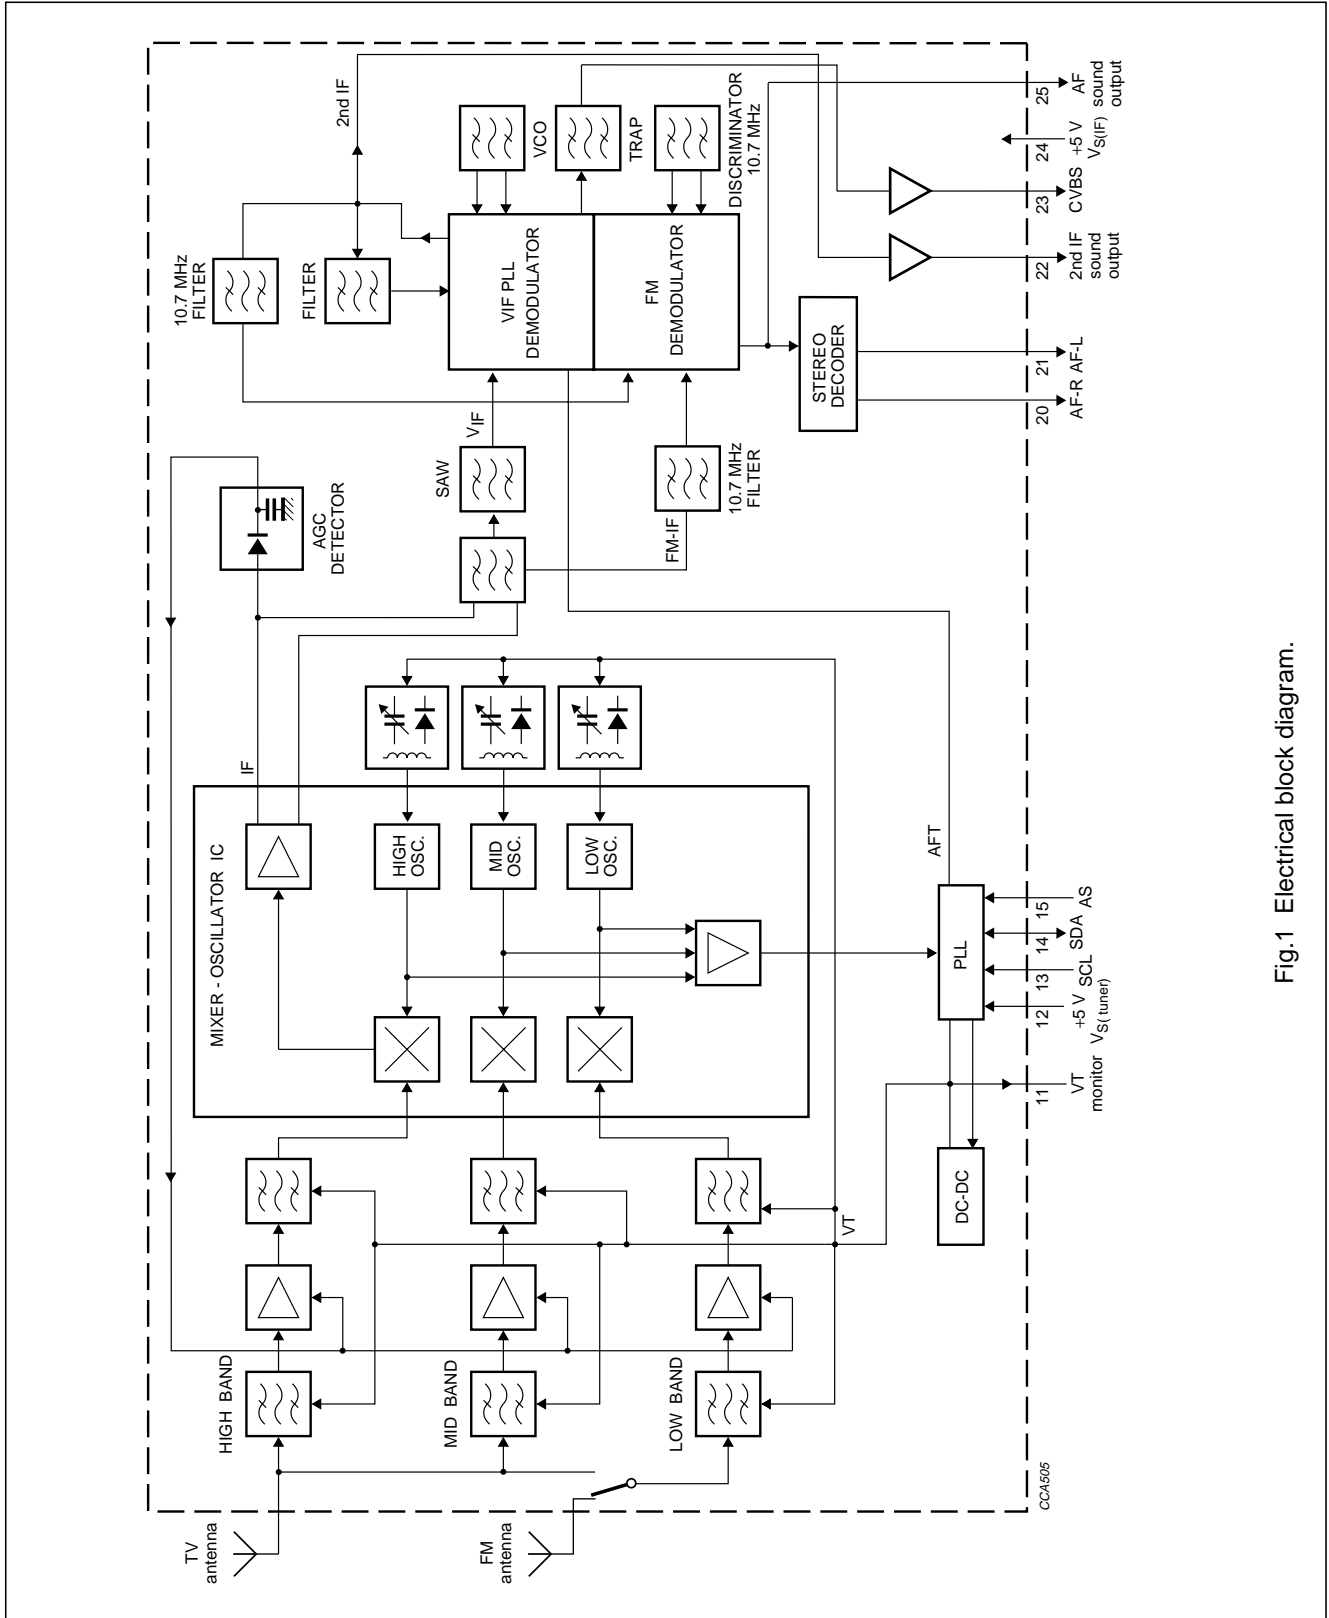 TV
antenna
FM
antenna
HIGH BAND
MID BAND
LOW BAND
VT
MIXER - OSCILLATOR IC
HIGH
OSC.
MID
OSC.
LOW
OSC.
IF
AGC
DETECTOR
SAW
VIF
FM-IF
10.7 MHz
FILTER
10.7 MHz
FILTER
FILTER
2nd IF
VIF PLL
DEMODULATOR
FM
DEMODULATOR
VCO
TRAP
DISCRIMINATOR
10.7 MHz
STEREO
DECODER
AFT
PLL
DC-DC
11
VT
monitor
12
+5 V
VS( tuner)
13
SCL
14
SDA
15
AS
20
AF-R
21
AF-L
22
2nd IF
sound
output
23
CVBS
24
+5 V
VS(IF)
25
AF
sound
output
CCA505
Fig.1 Electrical block diagram.